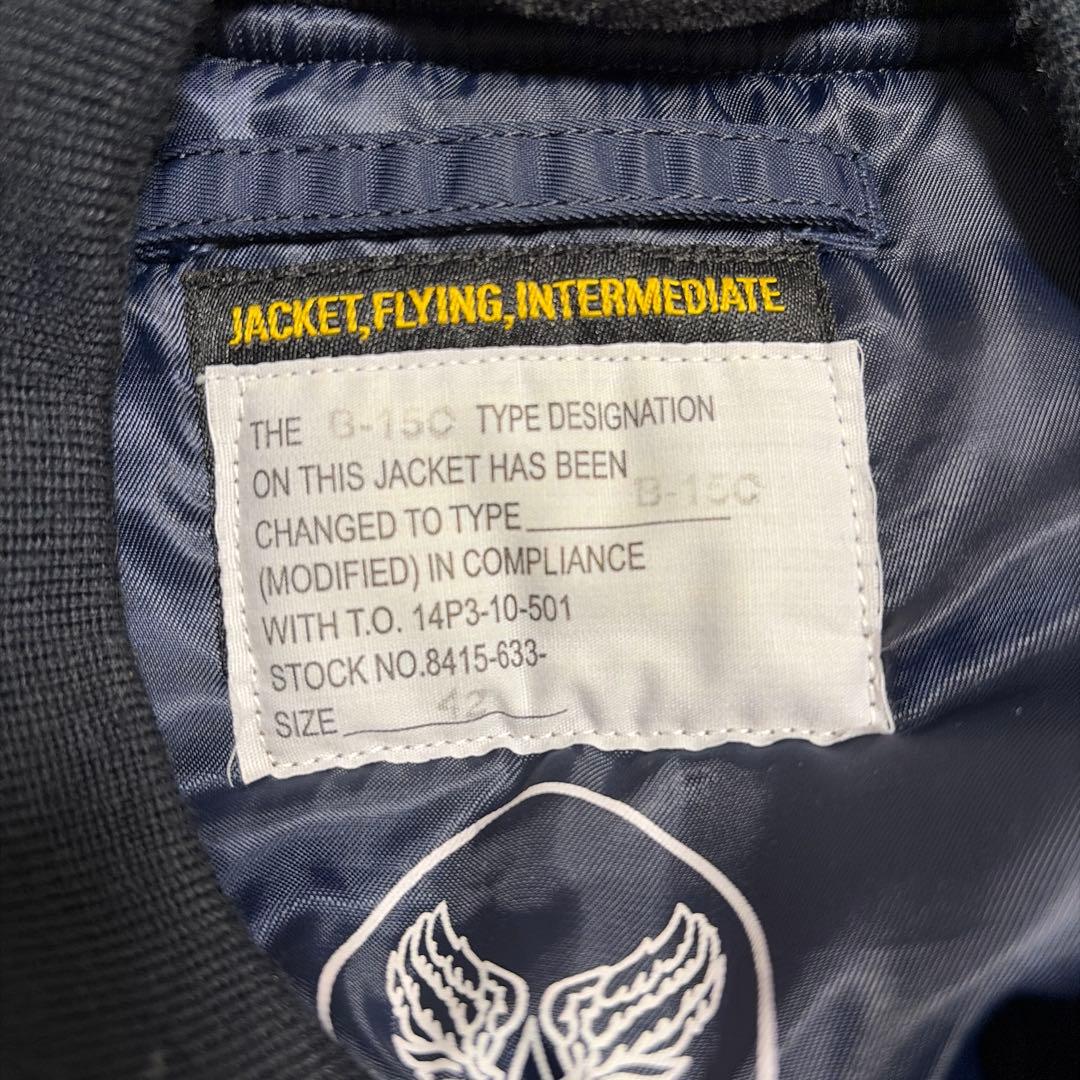 JACKET,FLYING,INTERMEDIATE
THE B-15C TYPE DESIGNATION
ON THIS JACKET HAS BEEN
CHANGED TO TYPE B-15C
(MODIFIED) IN COMPLIANCE
WITH T.O. 14P3-10-501
STOCK NO.8415-633-
SIZE 42